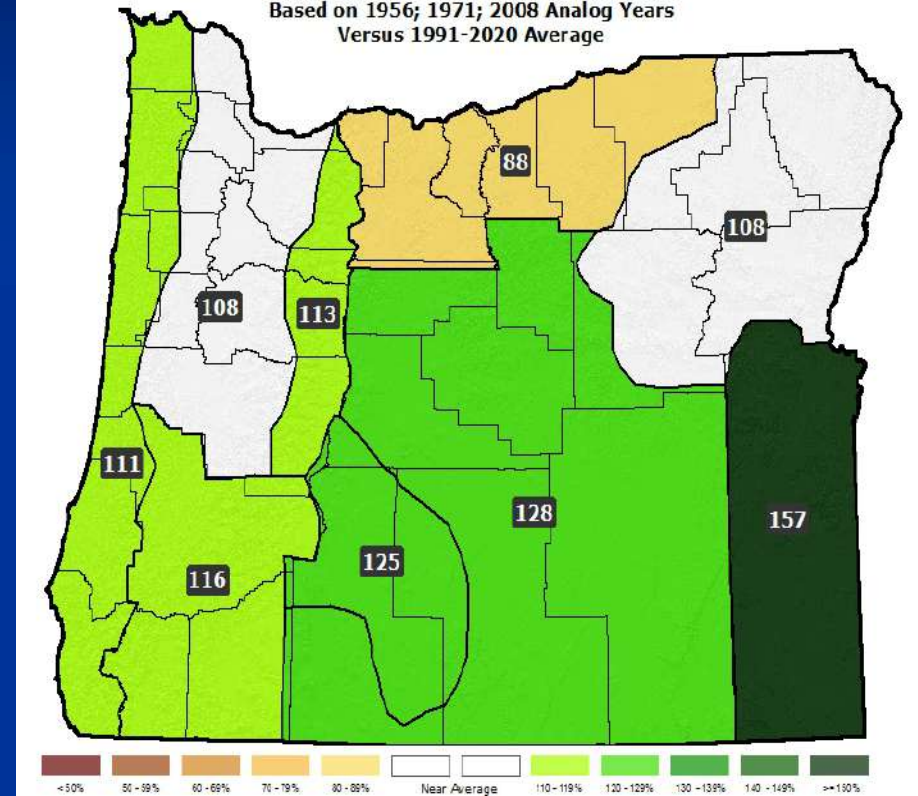 Based on 1956; 1971; 2008 Analog Years
Versus 1991-2020 Average
88
108
108
113
111
128
157
125
116
<50%
50 - 59%
60 - 69%
70 - 79%
80 - 89%
Near Average
110 - 119%
120 - 129%
130 - 139%
140 - 149%
>=150%